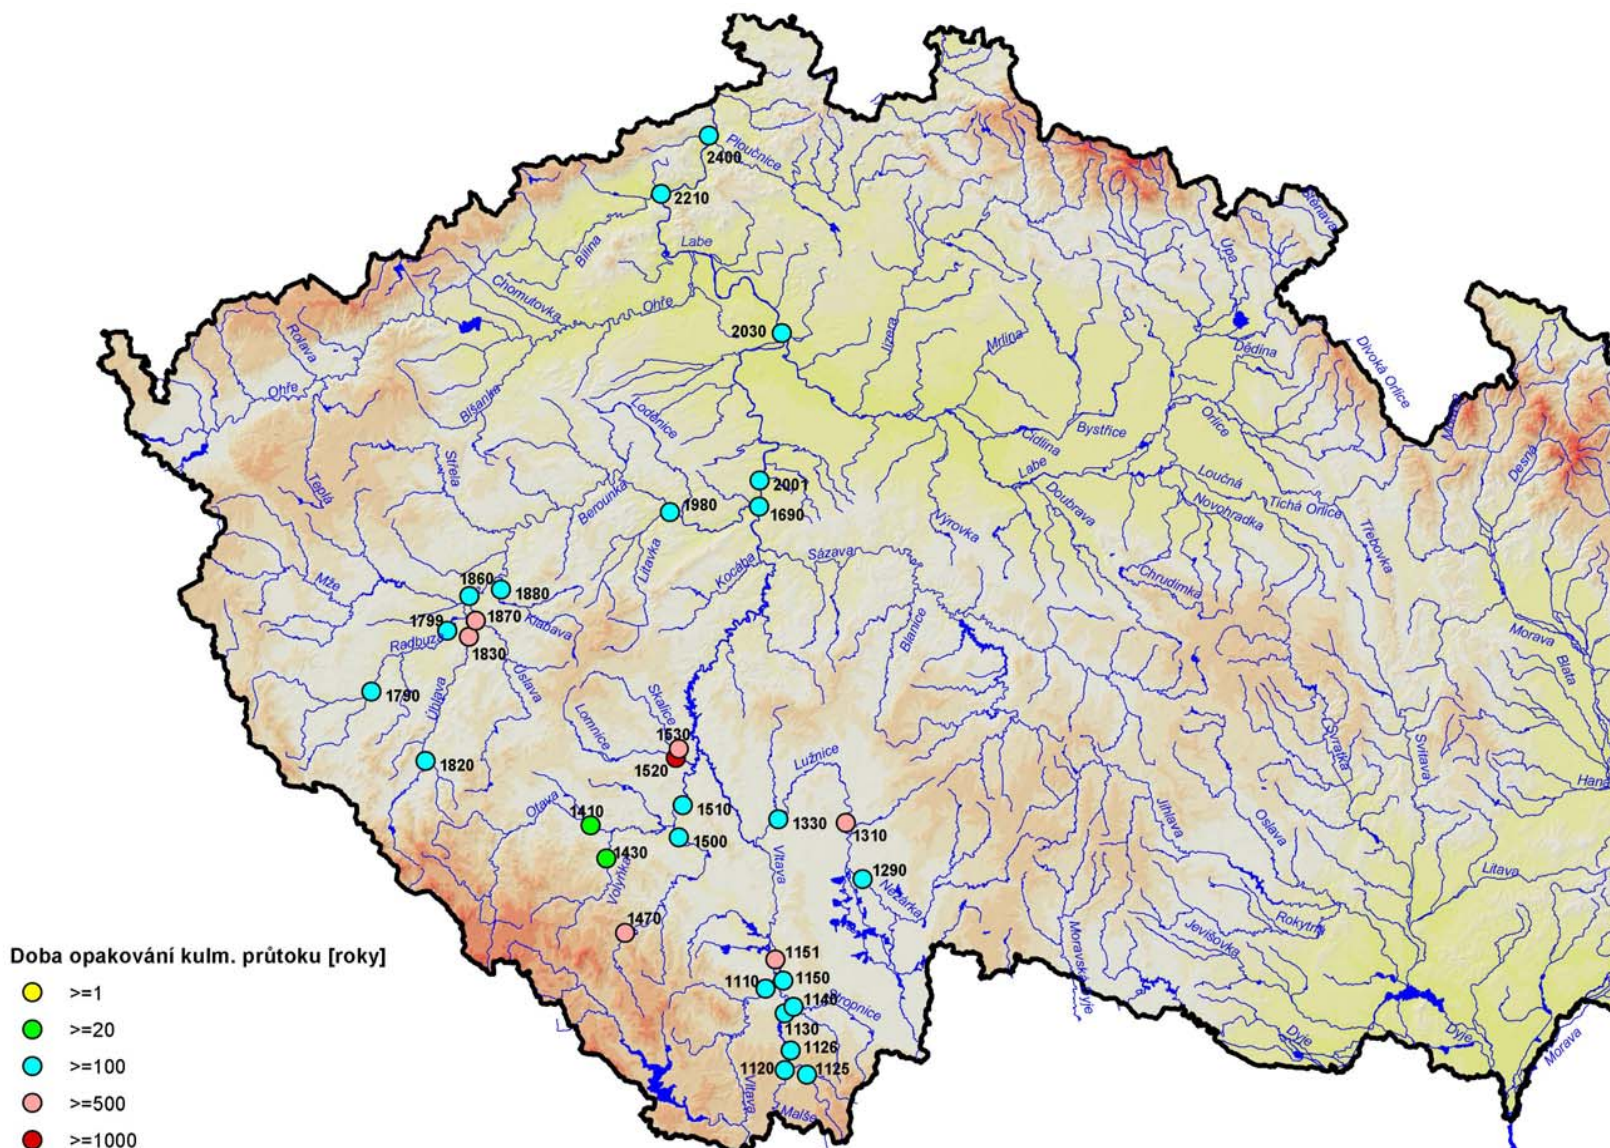 2400
Ploučnice
2210
Stěnava
Labe
Bílina
Úpa
Chomutovka
Ohře
2030
Jizera
Mrlina
Dědina
Divoká Orlice
Rolava
Ohře
Blšanka
Loděnice
Cidlina
Bystřice
Orlice
Desná
Střela
Teplá
Labe
Loučná
Tichá Orlice
Novohradka
Doubrava
2001
Berounka
1980
1690
Výrovka
Třebovka
Litavka
Kocába
Sázava
Chrudimka
Mže
1860
1880
1799
1870
Klabava
Radbuza
1830
Blanice
Morava
Blata
Úslava
Úhlava
1790
Skalice
Lomnice
1530
1520
Lužnice
Svratka
Svitava
Haná
1820
Otava
1410
1510
1330
1310
1500
Jihlava
Oslava
1430
Volyňka
Vltava
1290
Nežárka
Litava
1470
Rokytná
Jevišovka
Moravská Dyje
1151
1110
1150
1140
Stropnice
1130
1126
1120
1125
Vltava
Malše
Dyje
Dyje
Morava
Doba opakování kulm. průtoku [roky]
>=1
>=20
>=100
>=500
>=1000